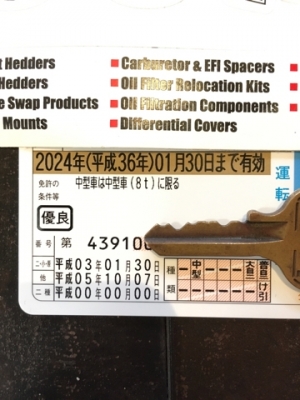 t Hedders
Hedders
e Swap Products
Mounts
■Carburetor & EFI Spacers
■Oil Filter Relocation Kits
■Oil Filtration Components
■Differential Covers
2024年(平成36年)01月30日まで有効
免許の
条件等
中型車は中型車(8t)に限る
優良
番号 第 439100
二・小・原 平成03年01月30日
他 平成05年10月07日
二種 平成00年00月00日
種類
中型
大自二
普自二
け引
運転